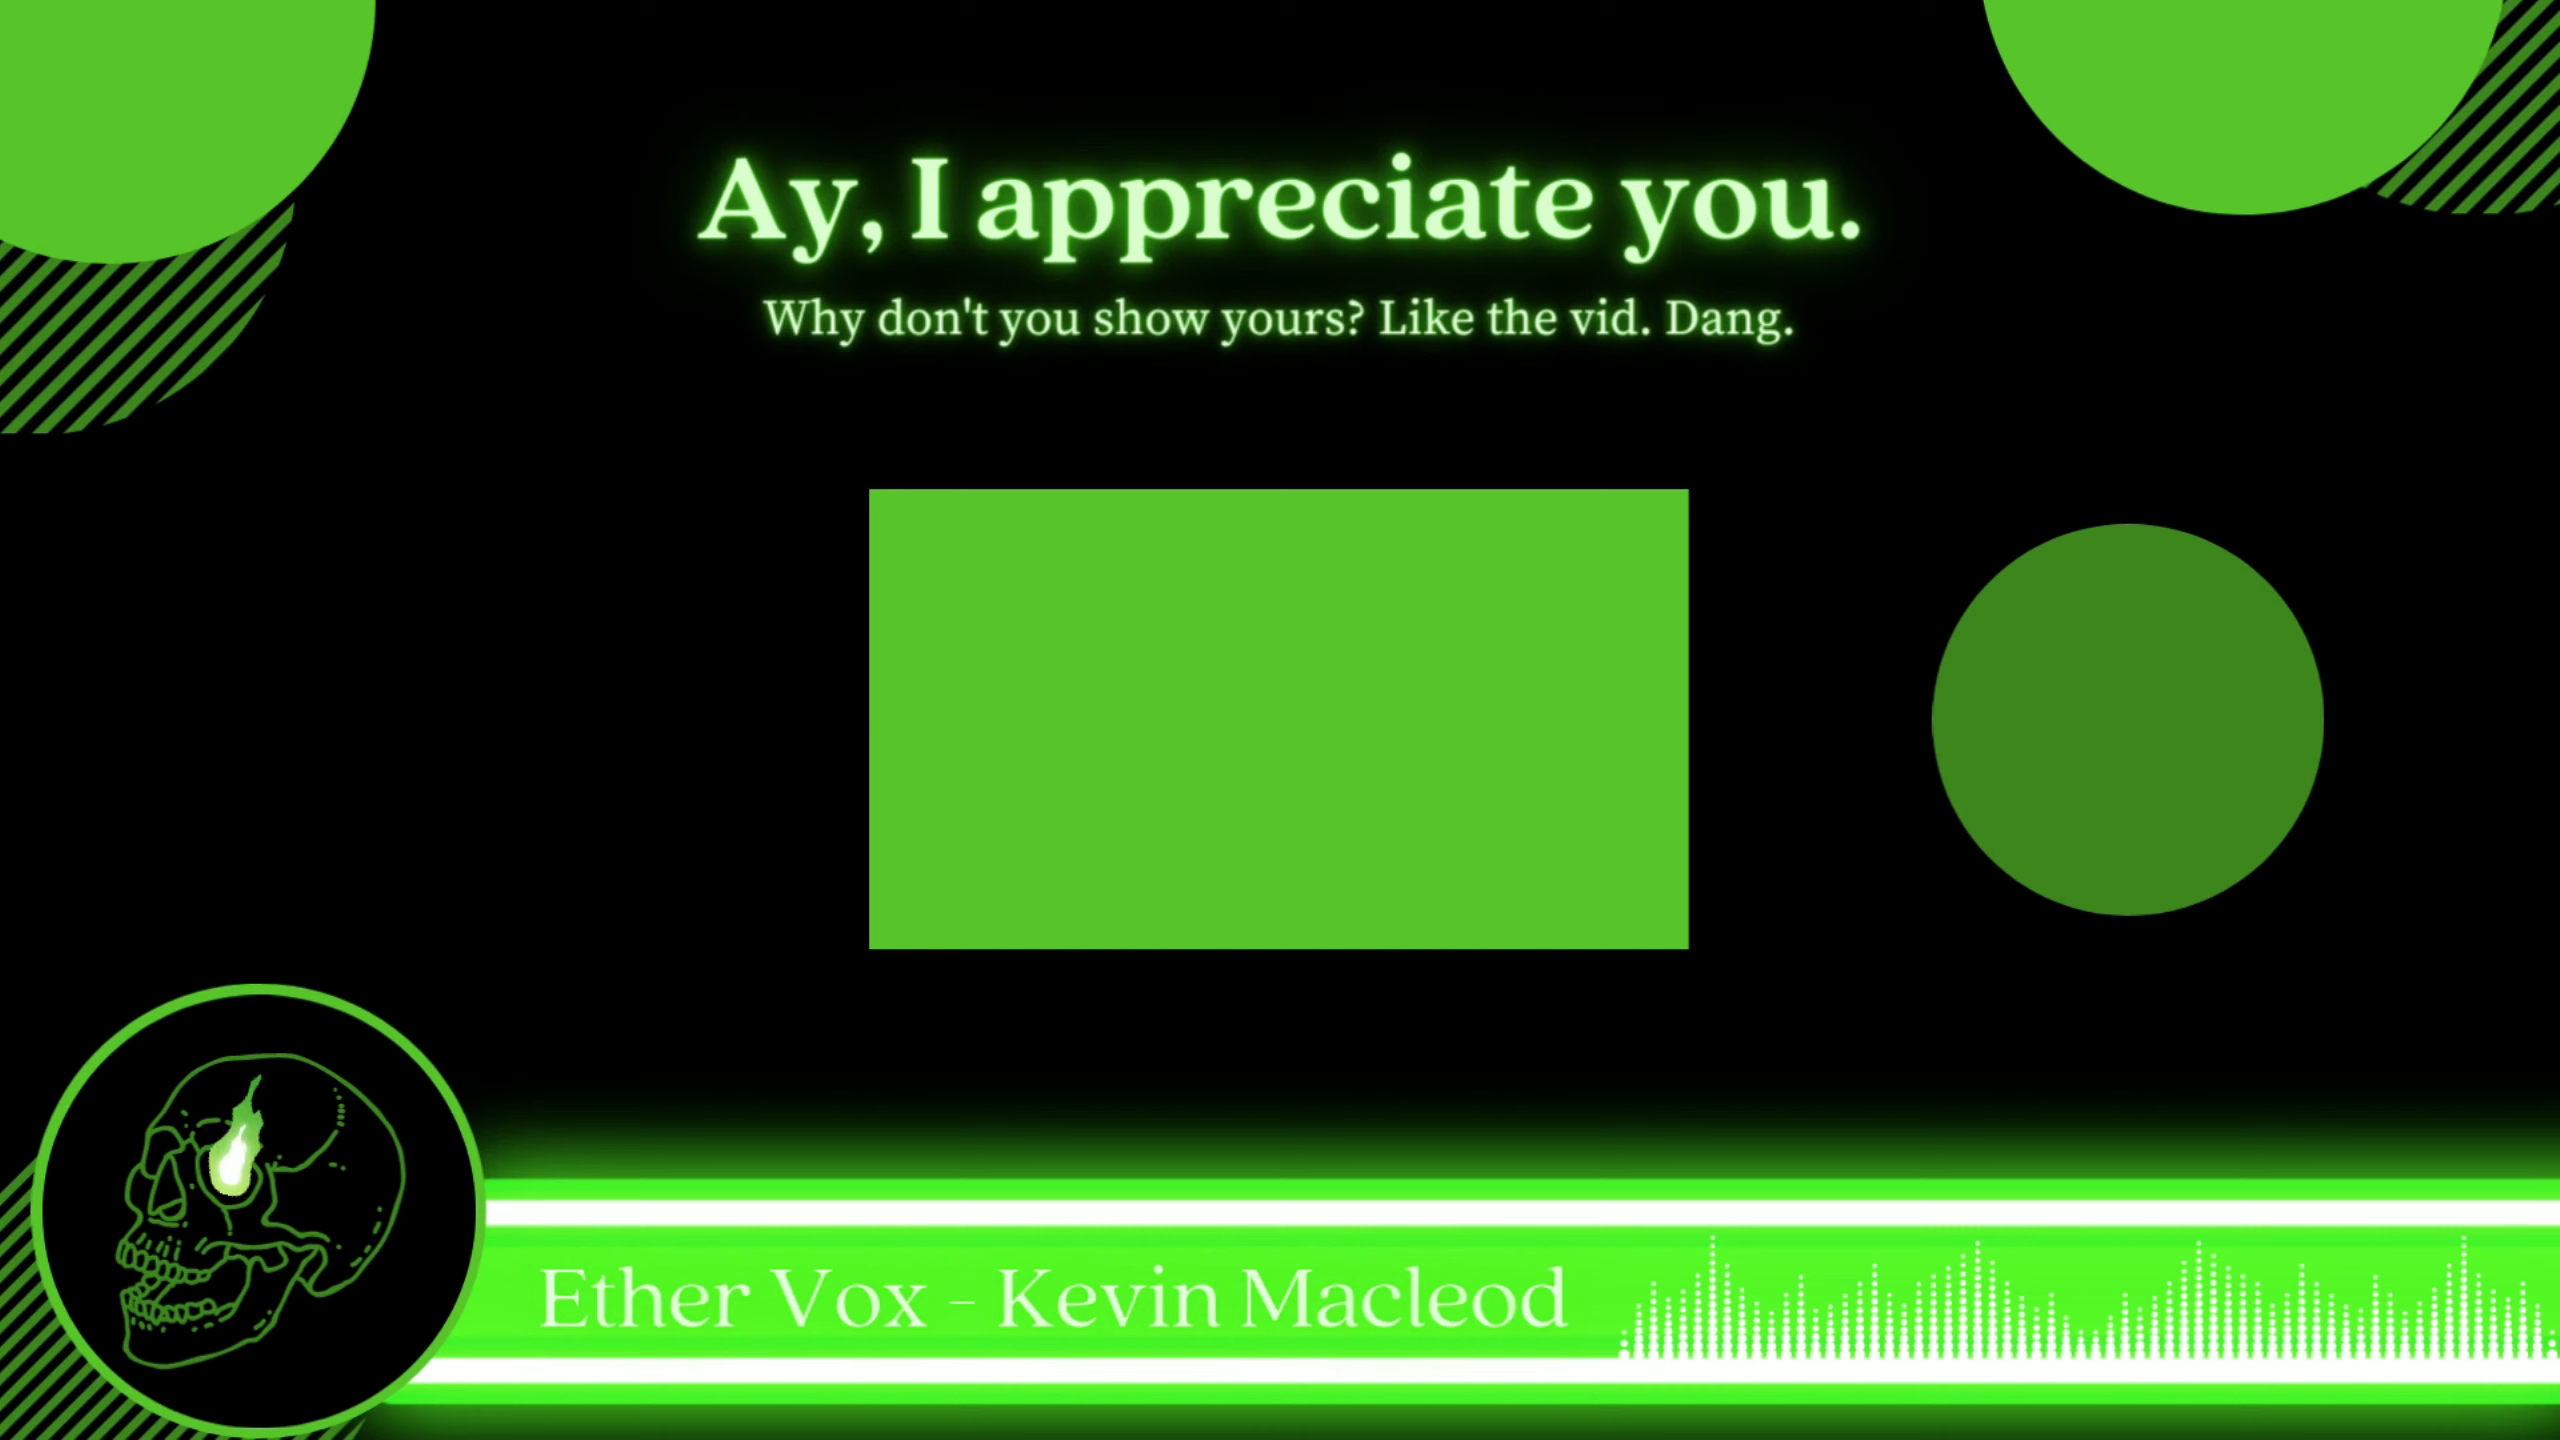 Ay, I appreciate you.
Why don't you show yours? Like the vid. Dang.
Ether Vox - Kevin Macleod